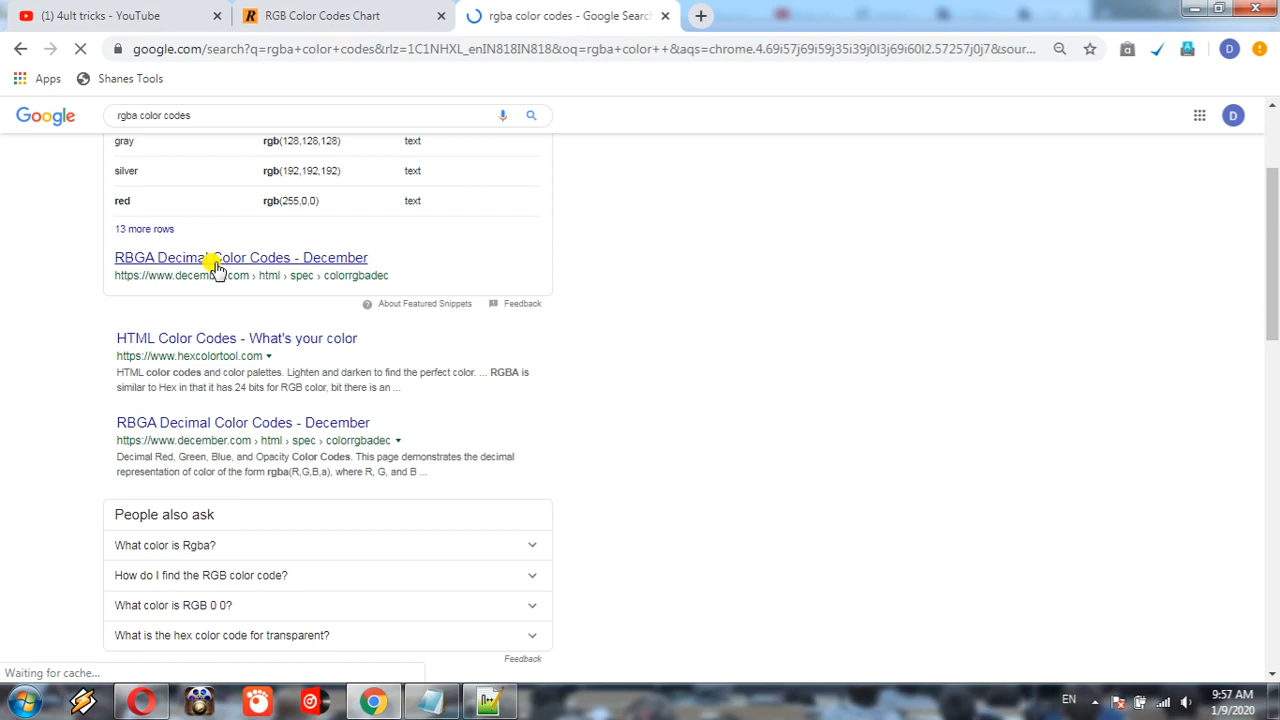 (1) 4ult tricks - YouTube
RGB Color Codes Chart
rgba color codes - Google Search
google.com/search?q=rgba+color+codes&rlz=1C1NHXL_enIN818IN818&oq=rgba+color++&aqs=chrome.4.69i57j69i59j35i39j0l3j69i60l2.57257j0j7&sour...
D
Apps
Shanes Tools
Google
rgba color codes
D
gray rgb(128,128,128) text
silver rgb(192,192,192) text
red rgb(255,0,0) text
13 more rows
RBGA Decimal Color Codes - December
https://www.december.com › html › spec › colorrgbadec
About Featured Snippets
Feedback
HTML Color Codes - What's your color
https://www.hexcolortool.com
HTML color codes and color palettes. Lighten and darken to find the perfect color. ... RGBA is
similar to Hex in that it has 24 bits for RGB color, bit there is an ...
RBGA Decimal Color Codes - December
https://www.december.com › html › spec › colorrgbadec
Decimal Red, Green, Blue, and Opacity Color Codes. This page demonstrates the decimal
representation of color of the form rgba(R,G,B,a), where R, G, and B ...
People also ask
What color is Rgba?
How do I find the RGB color code?
What color is RGB 0 0?
What is the hex color code for transparent?
Feedback
Waiting for cache...
EN
9:57 AM
1/9/2020